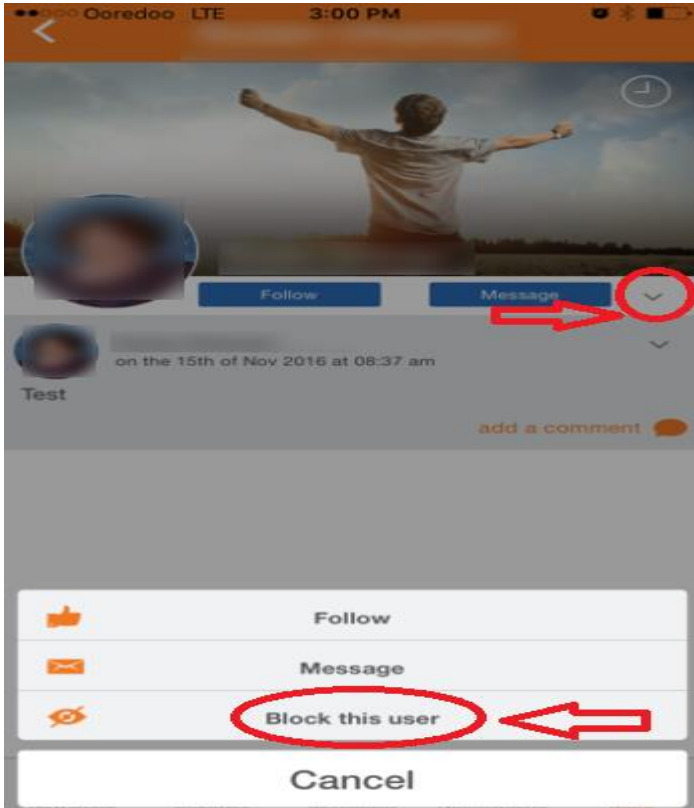 Ooredoo LTE 3:00 PM
Follow Message
on the 15th of Nov 2016 at 08:37 am
Test
add a comment
Follow
Message
Block this user
Cancel